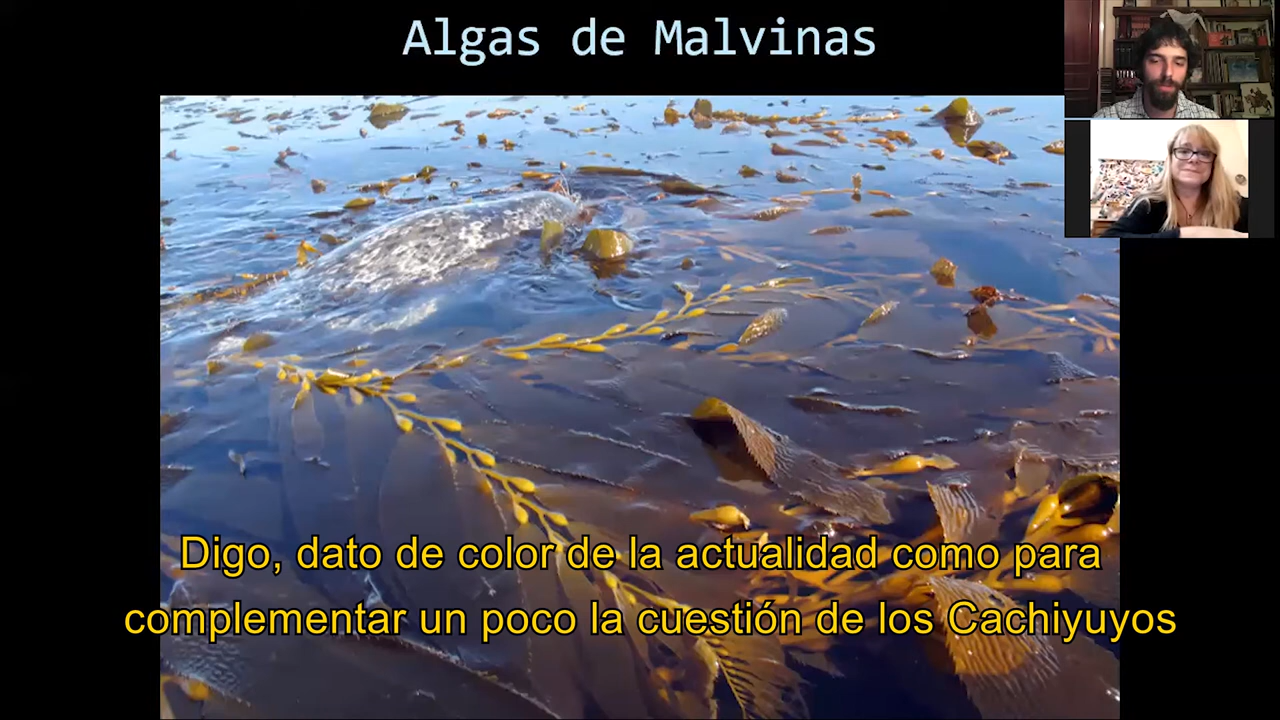 Algas de Malvinas
Digo, dato de color de la actualidad como para
complementar un poco la cuestión de los Cachiyuyos